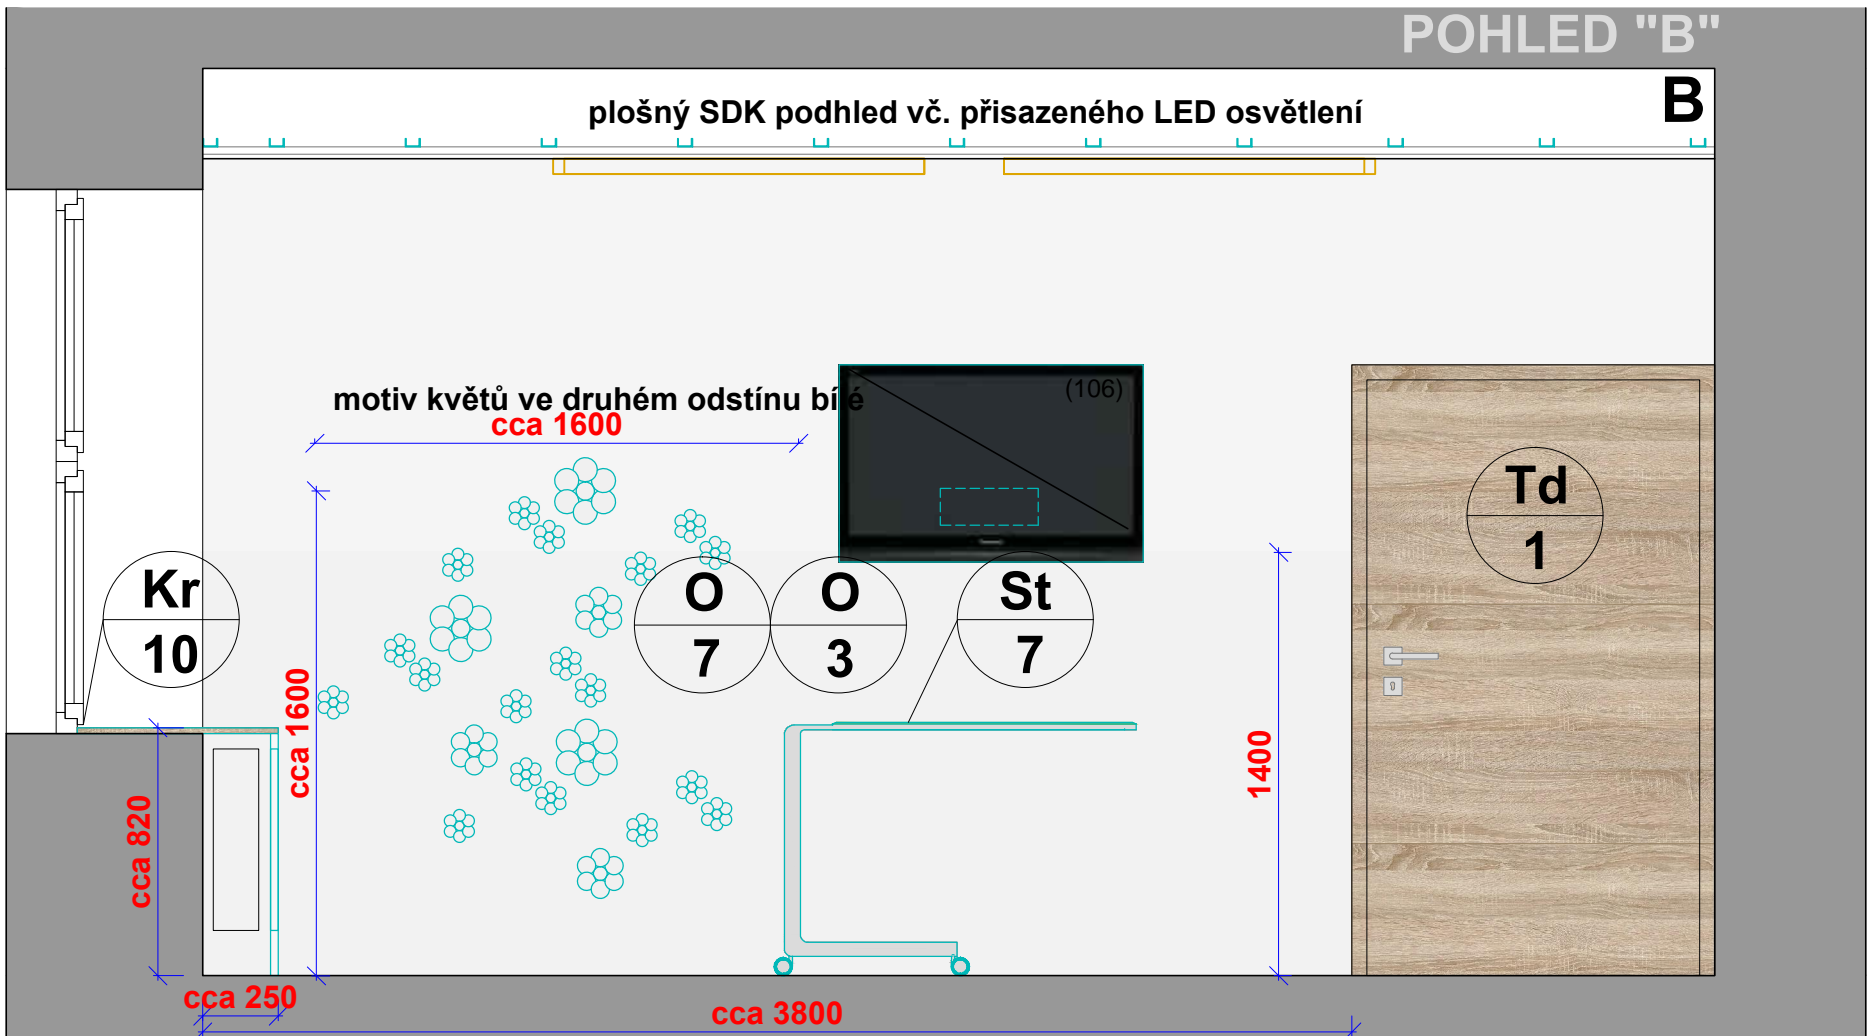 POHLED "B"
B
plošný SDK podhled vč. přisazeného LED osvětlení
motiv květů ve druhém odstínu bílé
(106)
cca 1600
Td
1
Kr
10
O
7
O
3
St
7
cca 1600
1400
cca 820
cca 250
cca 3800